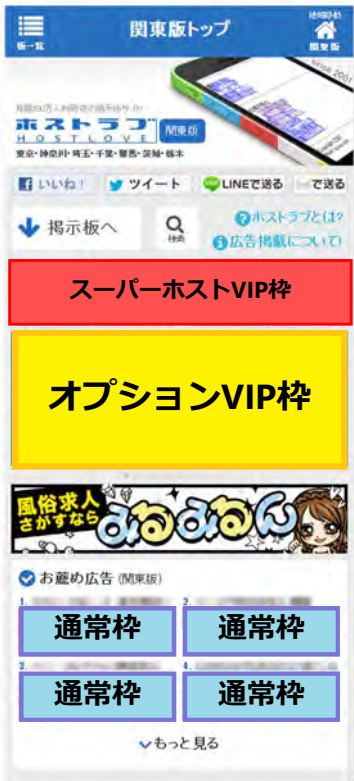 板一覧
関東版トップ
地域移動
関東版
since 2001
ホストラブ
関東版
HOSTLOVE
東京・神奈川・埼玉・千葉・群馬・茨城・栃木
いいね!
ツイート
LINEで送る
で送る
掲示板へ
検索
ホストラブとは?
広告掲載について
スーパーホストVIP枠
オプションVIP枠
風俗求人
さがすなら
みるみるん
お薦め広告 (関東版)
1.
2.
通常枠
通常枠
3.
4.
通常枠
通常枠
もっと見る